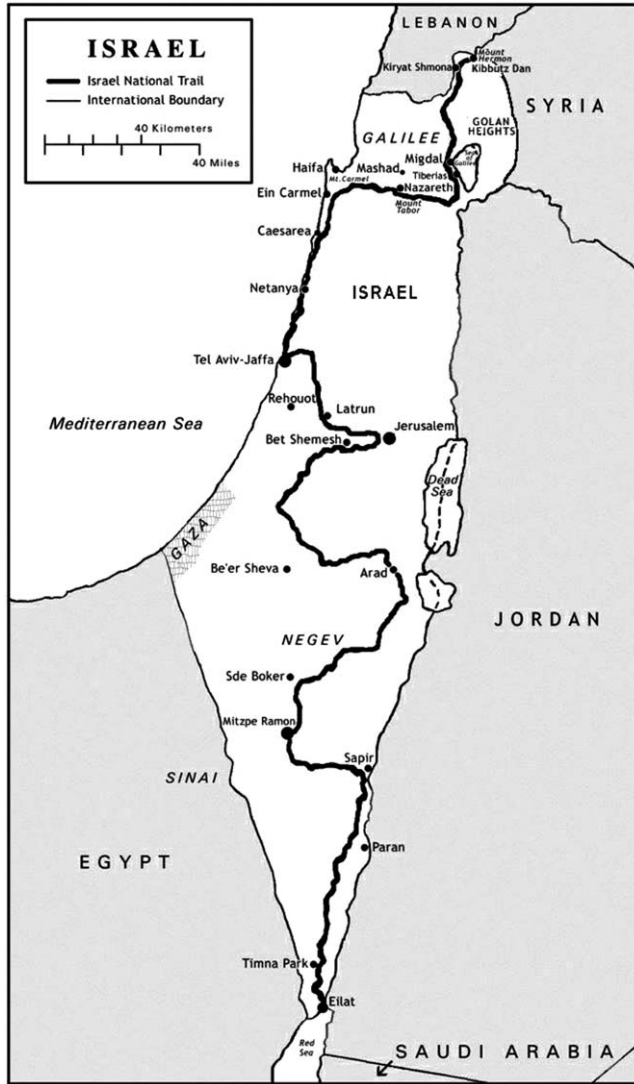 ISRAEL
Israel National Trail
International Boundary
40 Kilometers
40 Miles
LEBANON
Mount
Hermon
Kiryat Shmona
Kibbutz Dan
SYRIA
GOLAN
HEIGHTS
GALILEE
Migdal
Sea of
Galilee
Haifa
Mashad
Tiberias
Mt. Carmel
Nazareth
Ein Carmel
Mount
Tabor
Caesarea
Netanya
ISRAEL
Tel Aviv-Jaffa
Rehouot
Latrun
Mediterranean Sea
Jerusalem
Bet Shemesh
Dead
Sea
GAZA
Be'er Sheva
Arad
JORDAN
NEGEV
Sde Boker
Mitzpe Ramon
Sapir
SINAI
Paran
EGYPT
Timna Park
Eilat
Red
Sea
SAUDI ARABIA